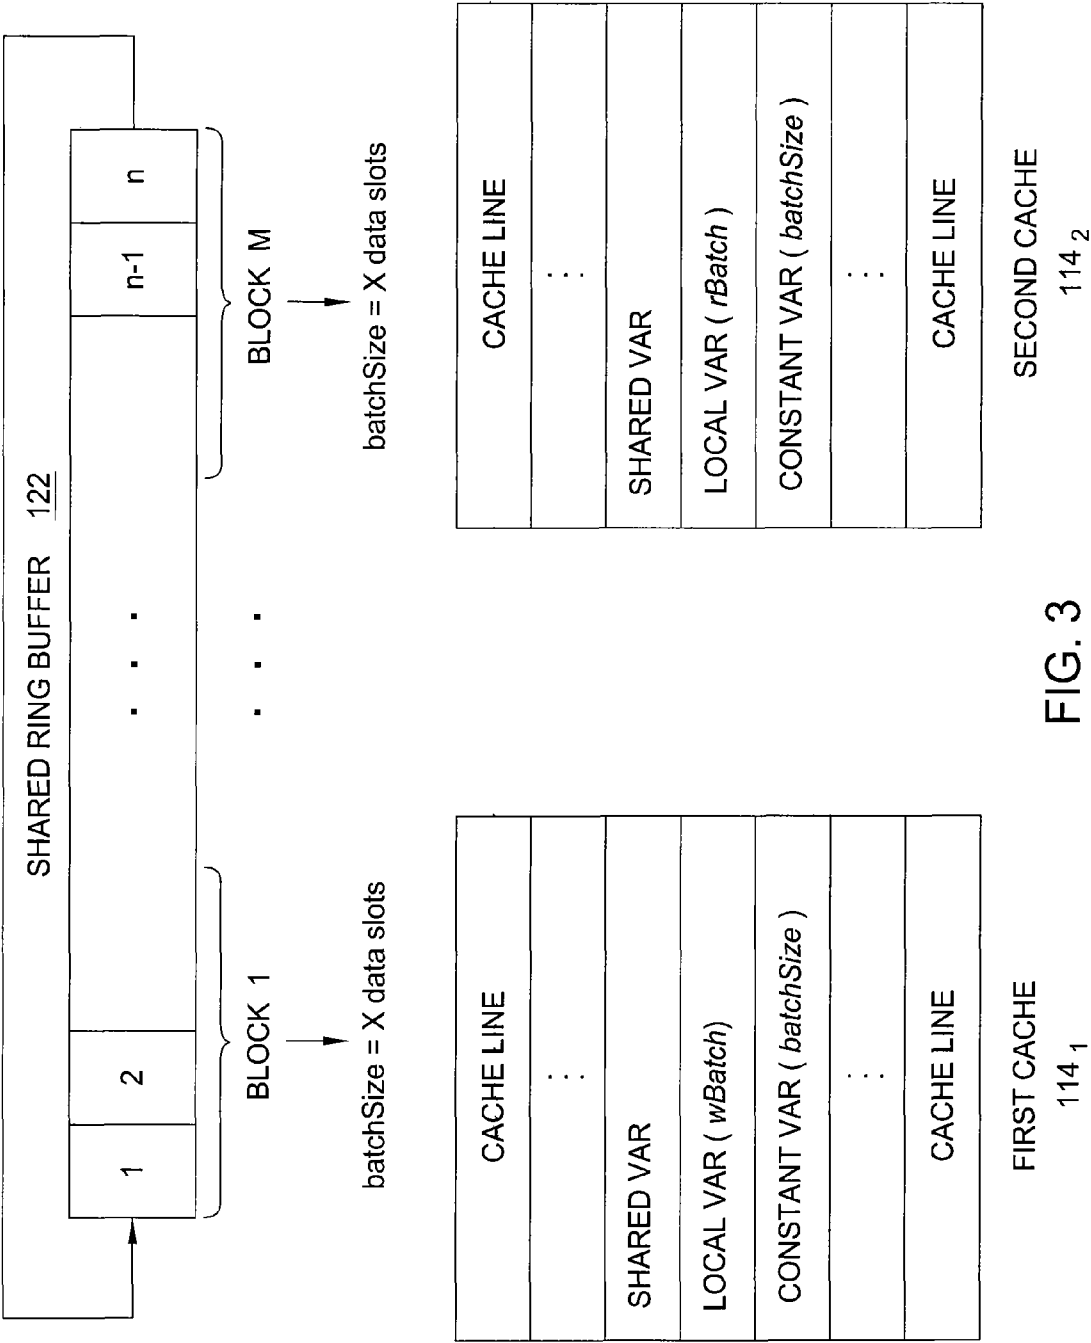 SHARED RING BUFFER 122
1
2
. . .
n-1
n
BLOCK 1
. . .
BLOCK M
batchSize = X data slots
batchSize = X data slots
CACHE LINE
...
SHARED VAR
LOCAL VAR ( wBatch)
CONSTANT VAR ( batchSize )
...
CACHE LINE
FIRST CACHE
114 1
CACHE LINE
...
SHARED VAR
LOCAL VAR ( rBatch )
CONSTANT VAR ( batchSize )
...
CACHE LINE
SECOND CACHE
114 2
FIG. 3